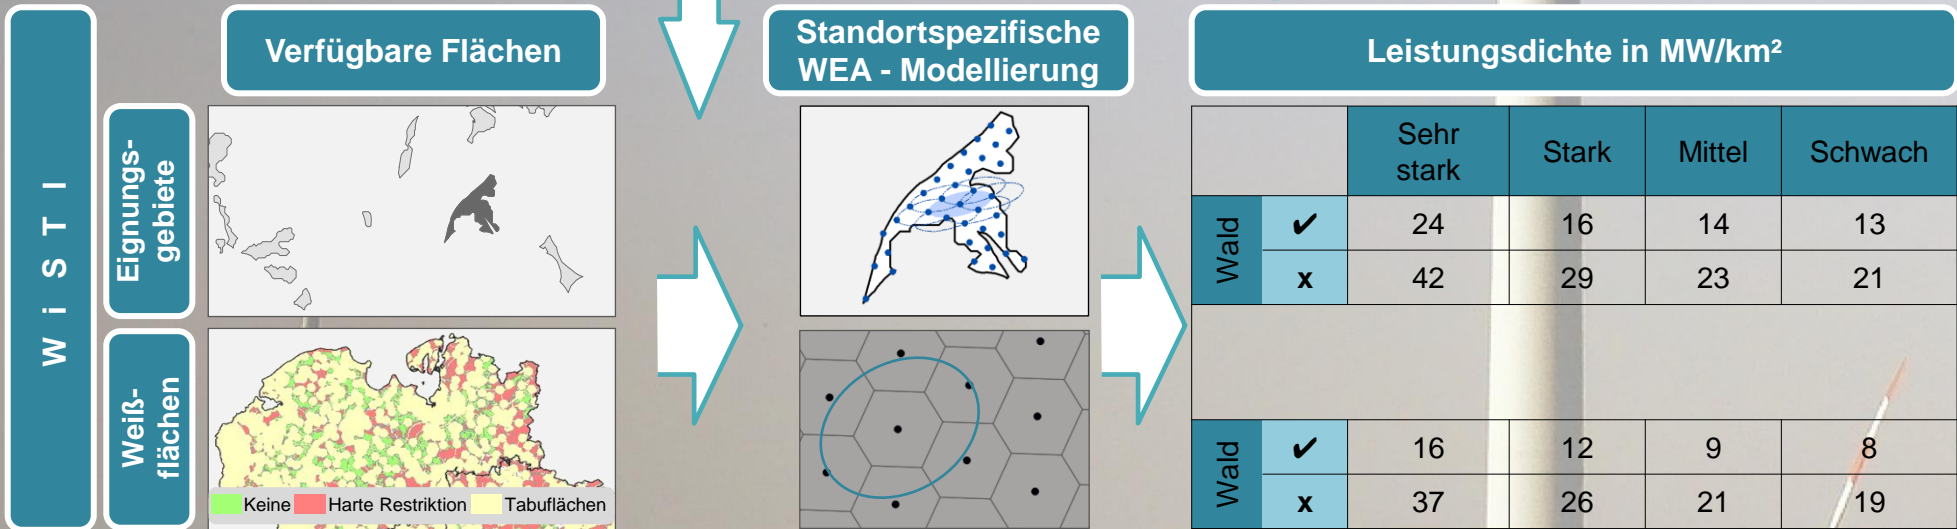 W i S T I
Verfügbare Flächen
Standortspezifische
WEA - Modellierung
Leistungsdichte in MW/km²
Eignungs-
gebiete
Sehr
stark
Stark
Mittel
Schwach
Wald
✔ 24 16 14 13
x 42 29 23 21
Weiß-
flächen
Keine Harte Restriktion Tabuflächen
Wald
✔ 16 12 9 8
x 37 26 21 19